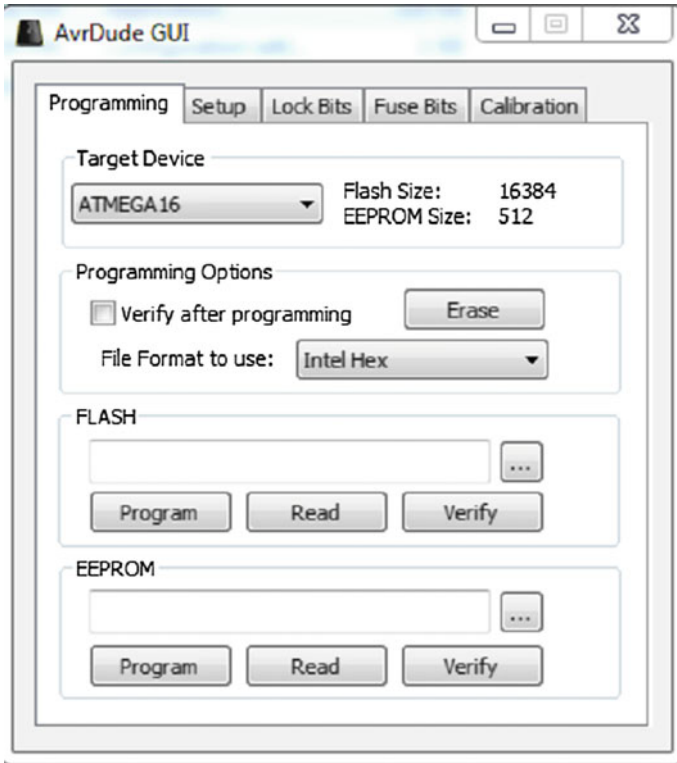 AvrDude GUI
Programming Setup Lock Bits Fuse Bits Calibration
Target Device
ATMEGA16
Flash Size: 16384
EEPROM Size: 512
Programming Options
Verify after programming
Erase
File Format to use: Intel Hex
FLASH
...
Program Read Verify
EEPROM
...
Program Read Verify